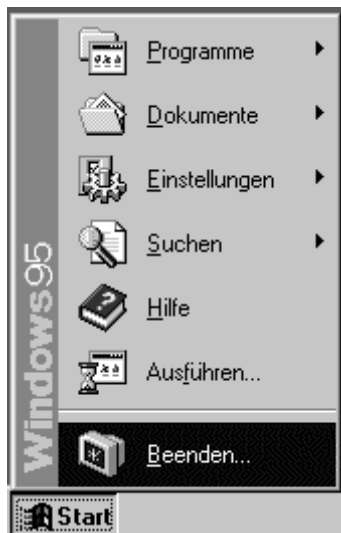 Programme
Dokumente
Einstellungen
Suchen
Hilfe
Ausführen...
Beenden...
Windows95
Start